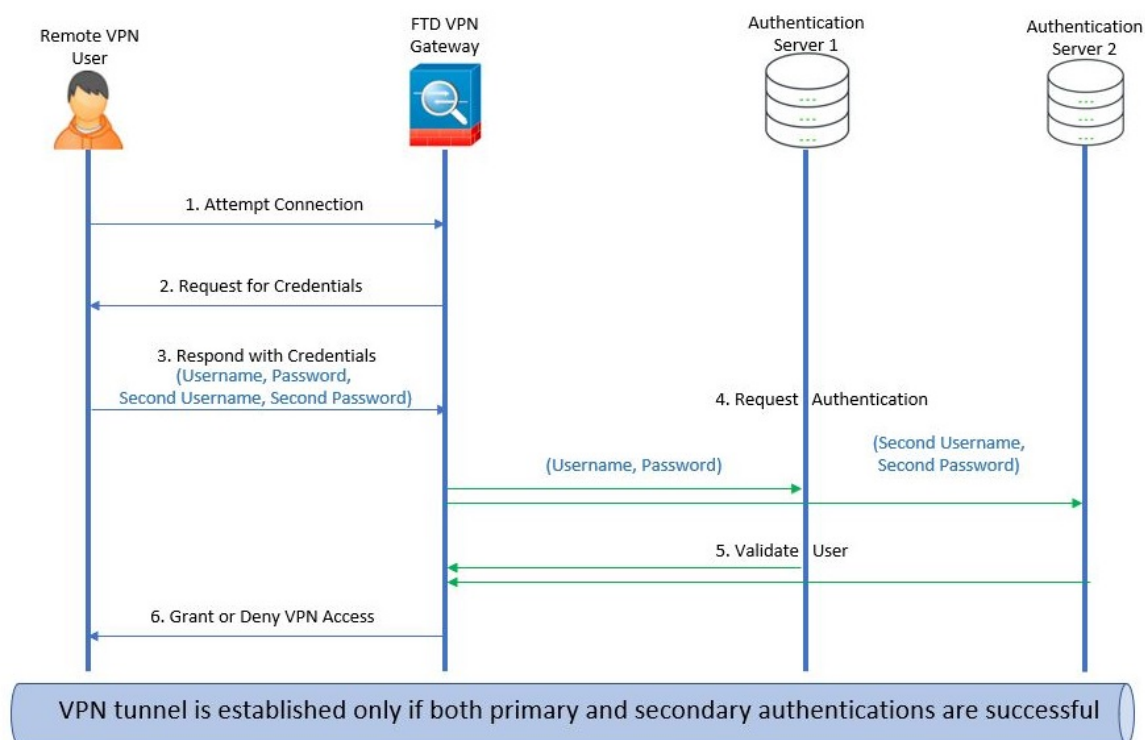 Remote VPN
User
FTD VPN
Gateway
Authentication
Server 1
Authentication
Server 2
1. Attempt Connection
2. Request for Credentials
3. Respond with Credentials
(Username, Password,
Second Username, Second Password)
4. Request Authentication
(Username, Password)
(Second Username,
Second Password)
5. Validate User
6. Grant or Deny VPN Access
VPN tunnel is established only if both primary and secondary authentications are successful